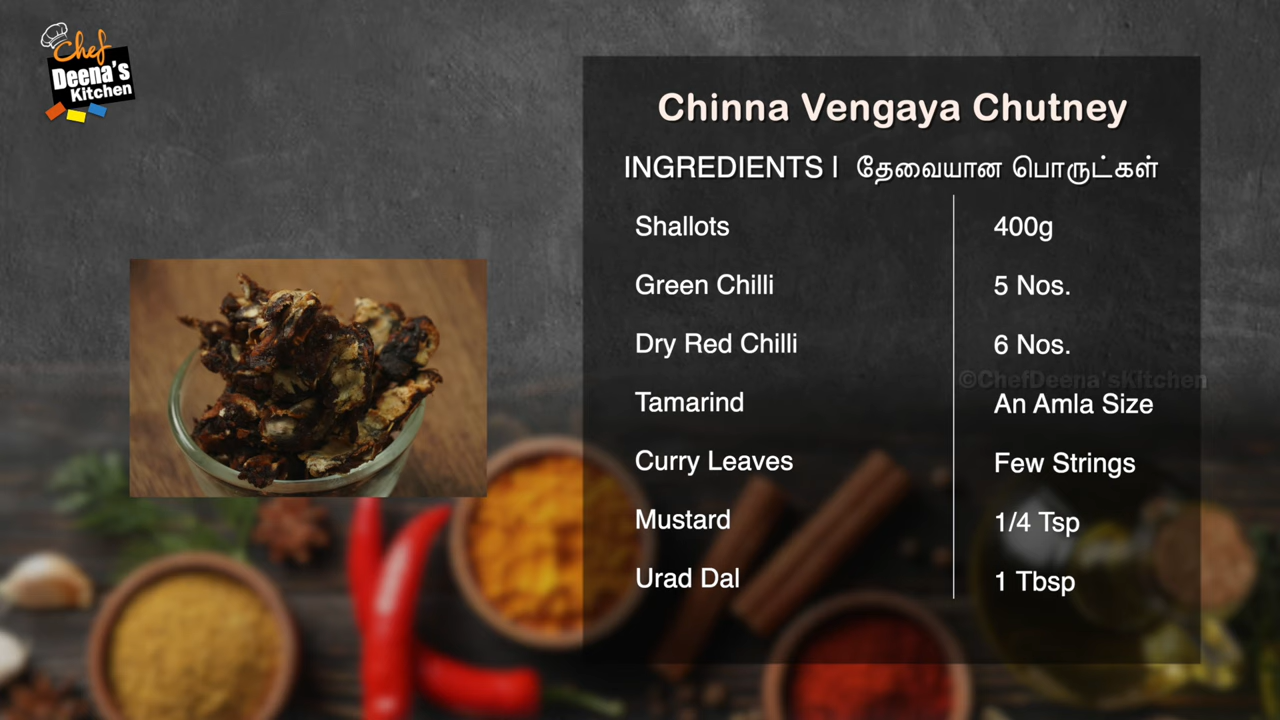 Chef
Deena's
Kitchen
Chinna Vengaya Chutney
INGREDIENTS | தேவையான பொருட்கள்
Shallots 400g
Green Chilli 5 Nos.
Dry Red Chilli 6 Nos.
©ChefDeena'sKitchen
Tamarind An Amla Size
Curry Leaves Few Strings
Mustard 1/4 Tsp
Urad Dal 1 Tbsp